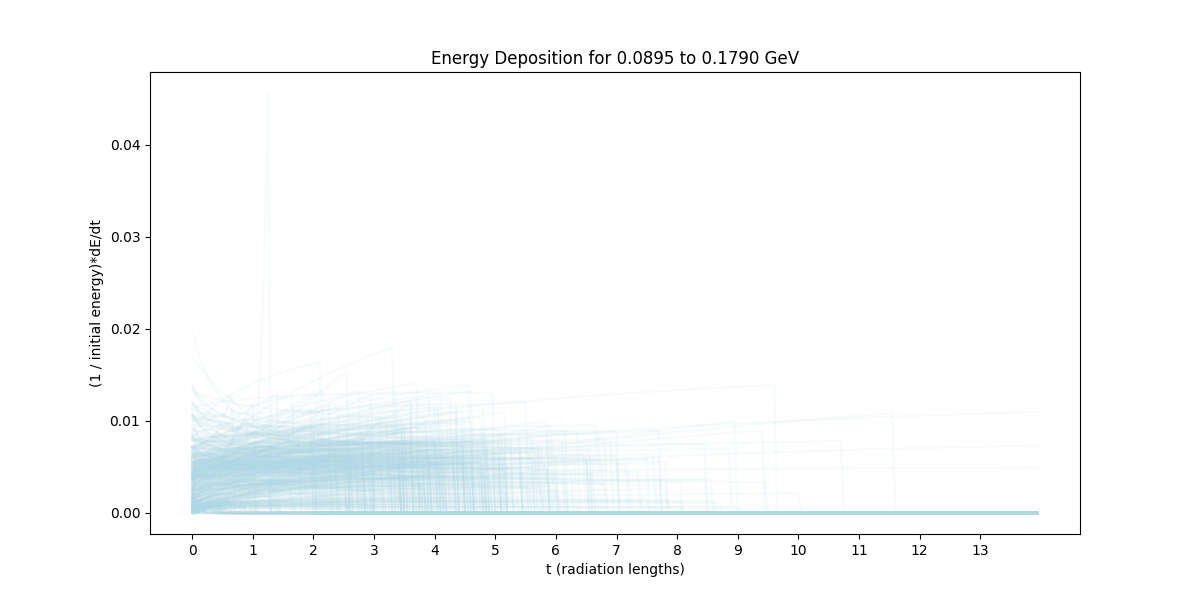 Energy Deposition for 0.0895 to 0.1790 GeV
(1 / initial energy)*dE/dt
0.04
0.03
0.02
0.01
0.00
0 1 2 3 4 5 6 7 8 9 10 11 12 13
t (radiation lengths)